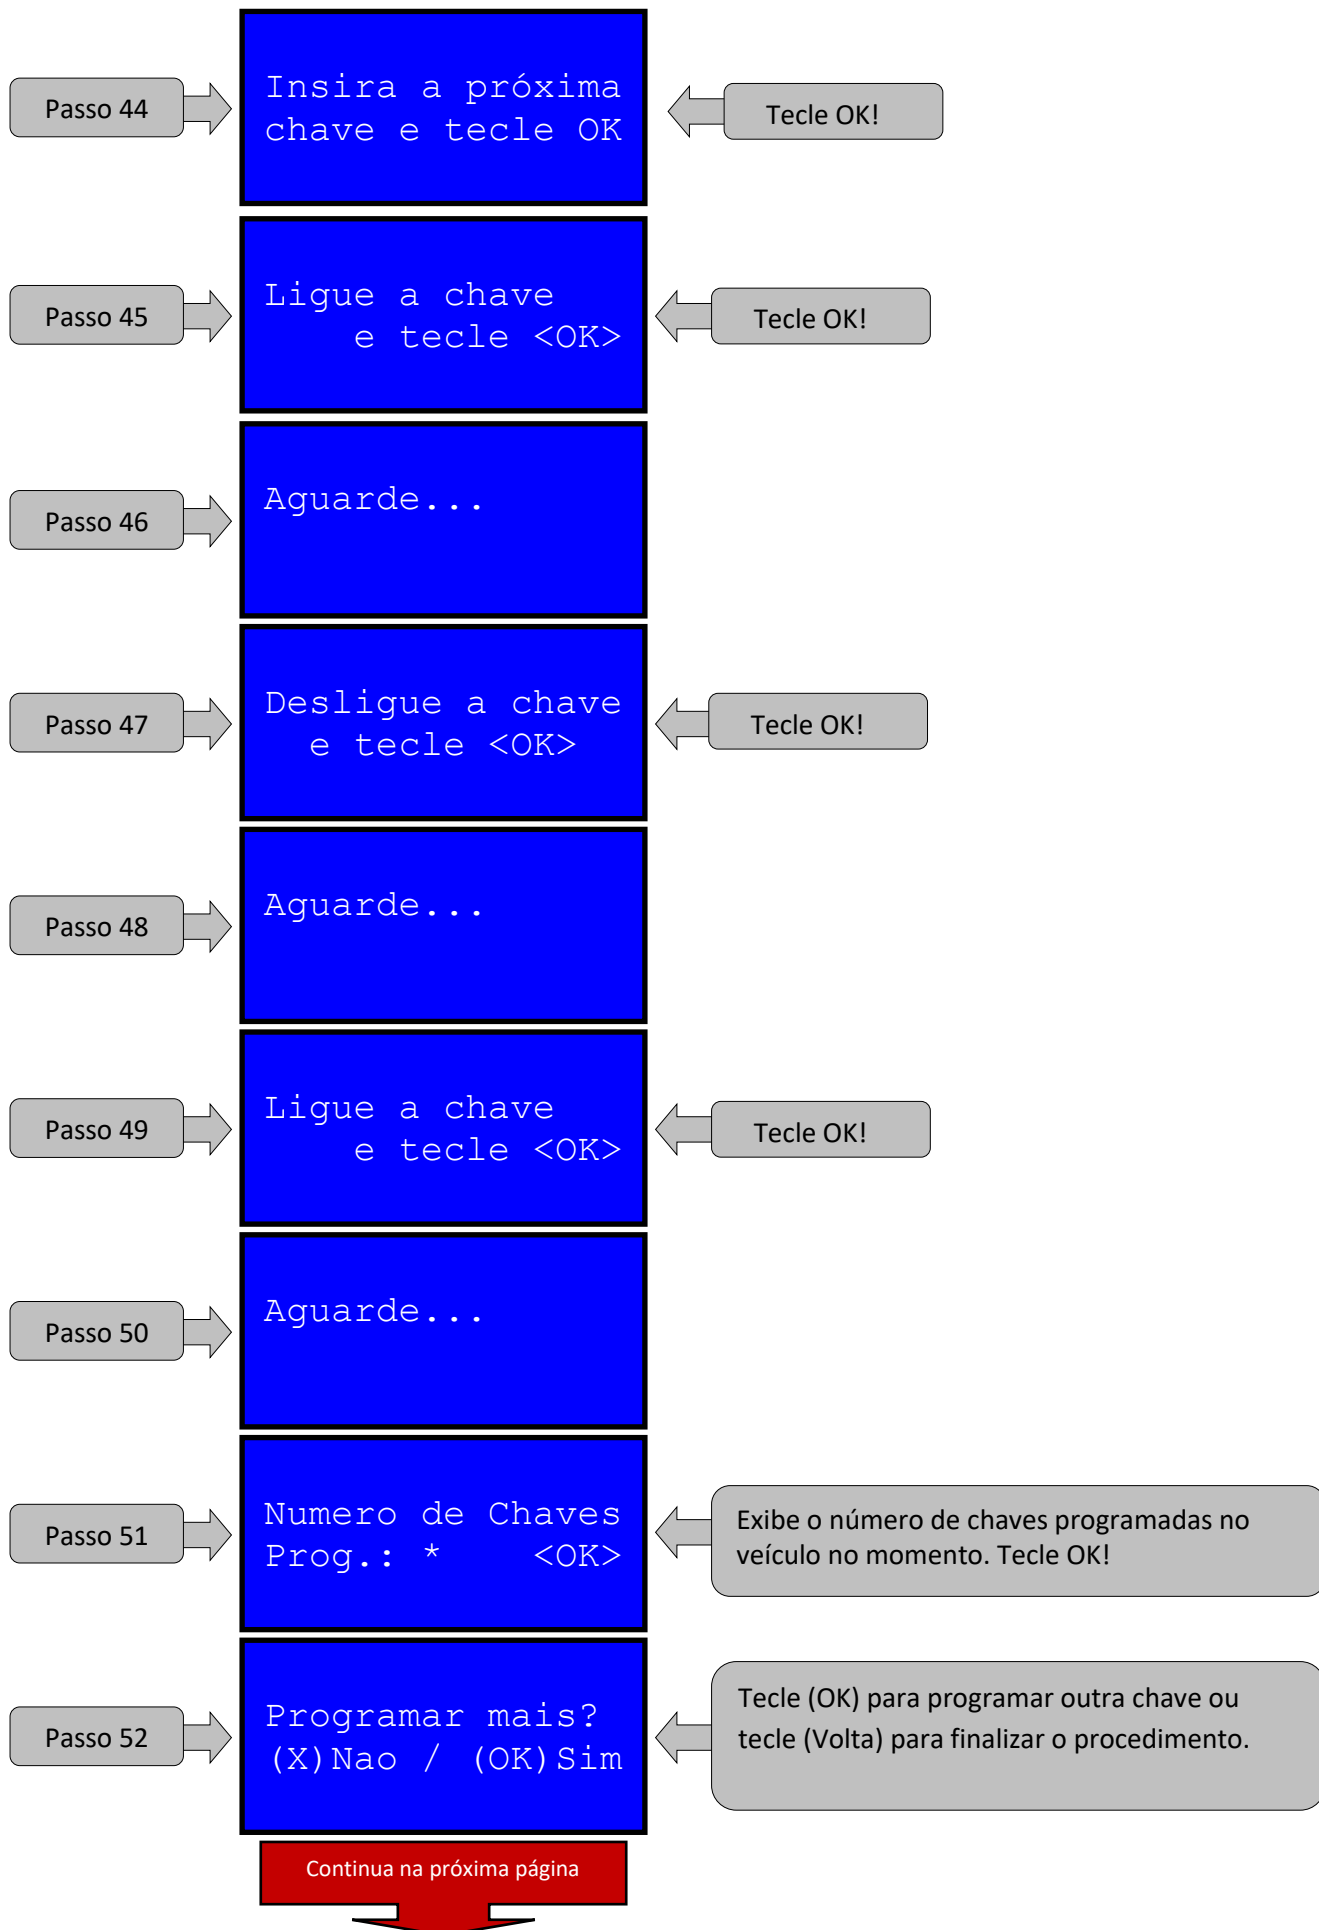 Passo 44
Insira a próxima
chave e tecle OK
Tecle OK!
Passo 45
Ligue a chave
e tecle <OK>
Tecle OK!
Passo 46
Aguarde...
Passo 47
Desligue a chave
e tecle <OK>
Tecle OK!
Passo 48
Aguarde...
Passo 49
Ligue a chave
e tecle <OK>
Tecle OK!
Passo 50
Aguarde...
Passo 51
Numero de Chaves
Prog.: * <OK>
Exibe o número de chaves programadas no
veículo no momento. Tecle OK!
Passo 52
Programar mais?
(X)Nao / (OK)Sim
Tecle (OK) para programar outra chave ou
tecle (Volta) para finalizar o procedimento.
Continua na próxima página